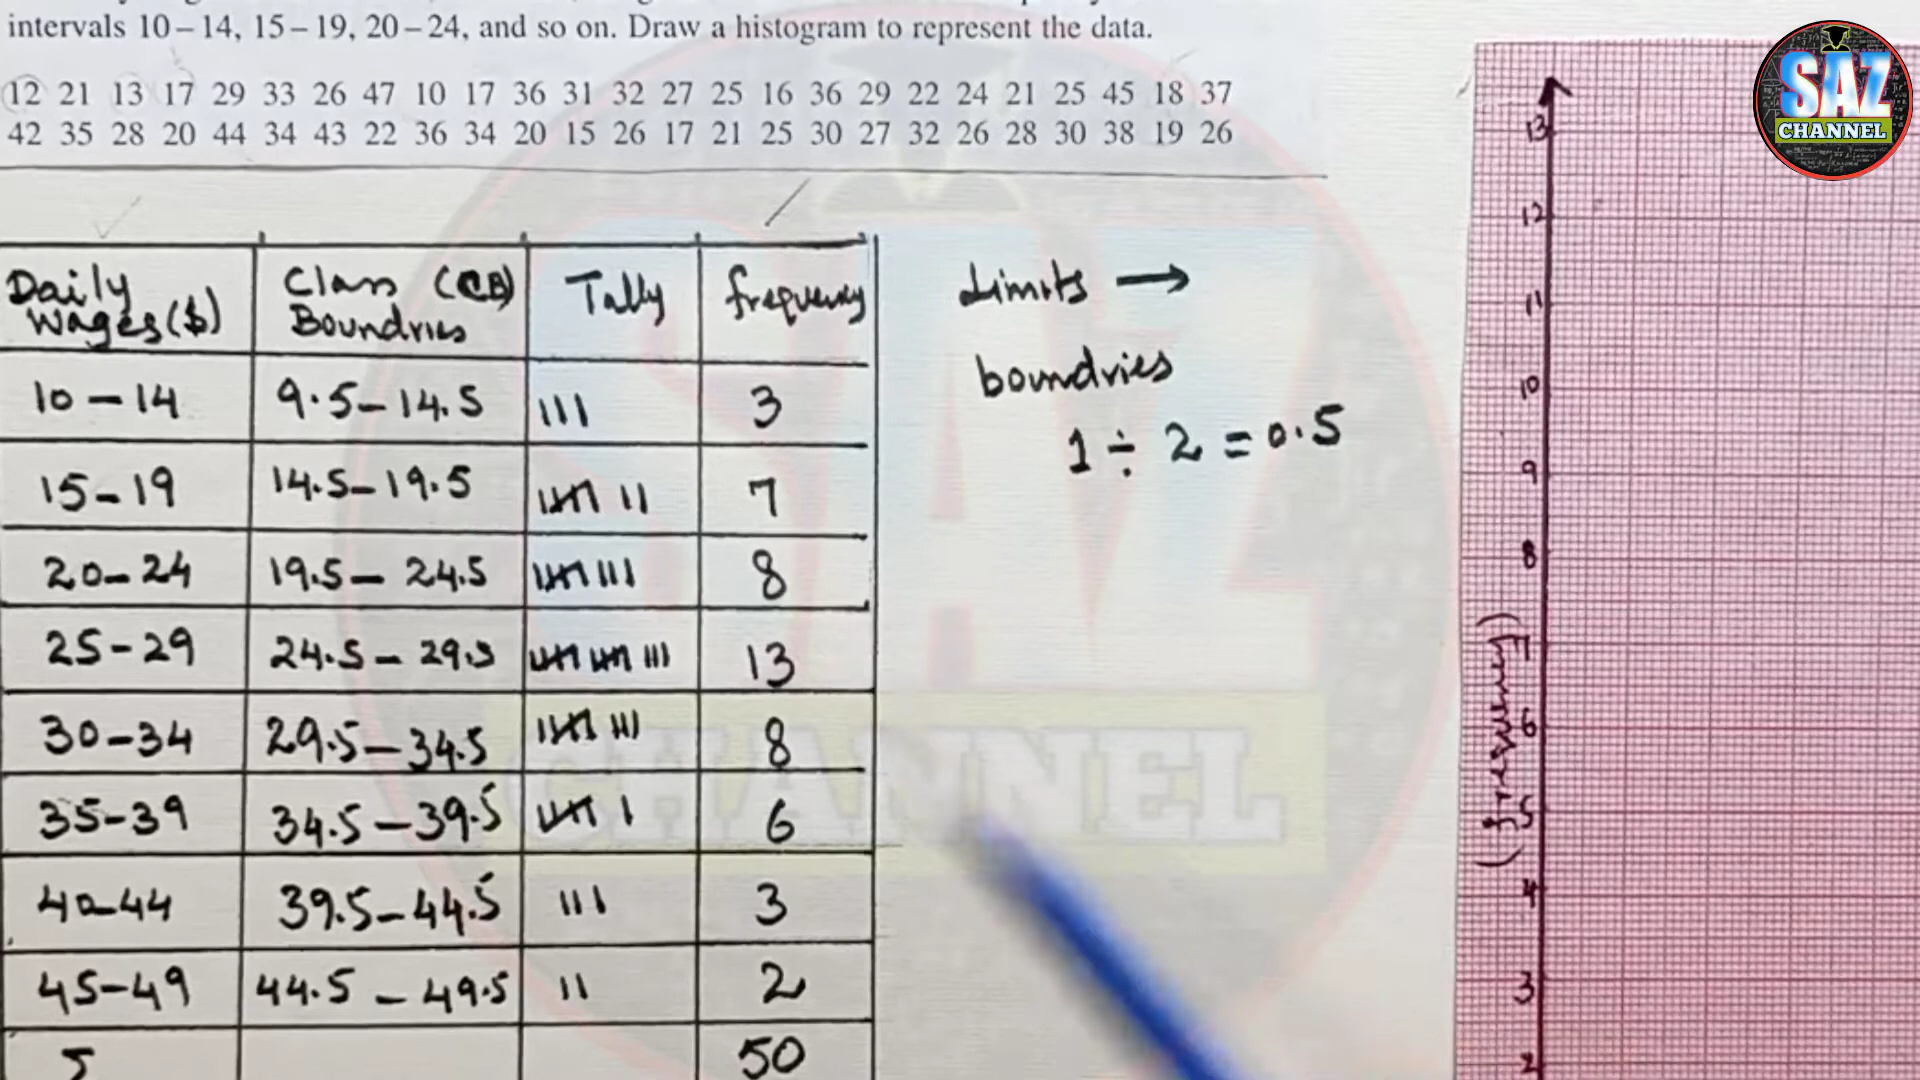 intervals 10 – 14, 15 – 19, 20 – 24, and so on. Draw a histogram to represent the data.
12 21 13 17 29 33 26 47 10 17 36 31 32 27 25 16 36 29 22 24 21 25 45 18 37
42 35 28 20 44 34 43 22 36 34 20 15 26 17 21 25 30 27 32 26 28 30 38 19 26
SAZ
CHANNEL
Daily Wages($) Class (CB) Boundries Tally frequency
10 – 14 9.5 – 14.5 3
15 – 19 14.5 – 19.5 7
20 – 24 19.5 – 24.5 8
25 – 29 24.5 – 29.5 13
30 – 34 29.5 – 34.5 8
35 – 39 34.5 – 39.5 6
40 – 44 39.5 – 44.5 3
45 – 49 44.5 – 49.5 2
50
Limits →
boundries
1 ÷ 2 = 0.5
13
12
11
10
9
8
7
6
5
4
3
2
(frequency)
SAZ
CHANNEL